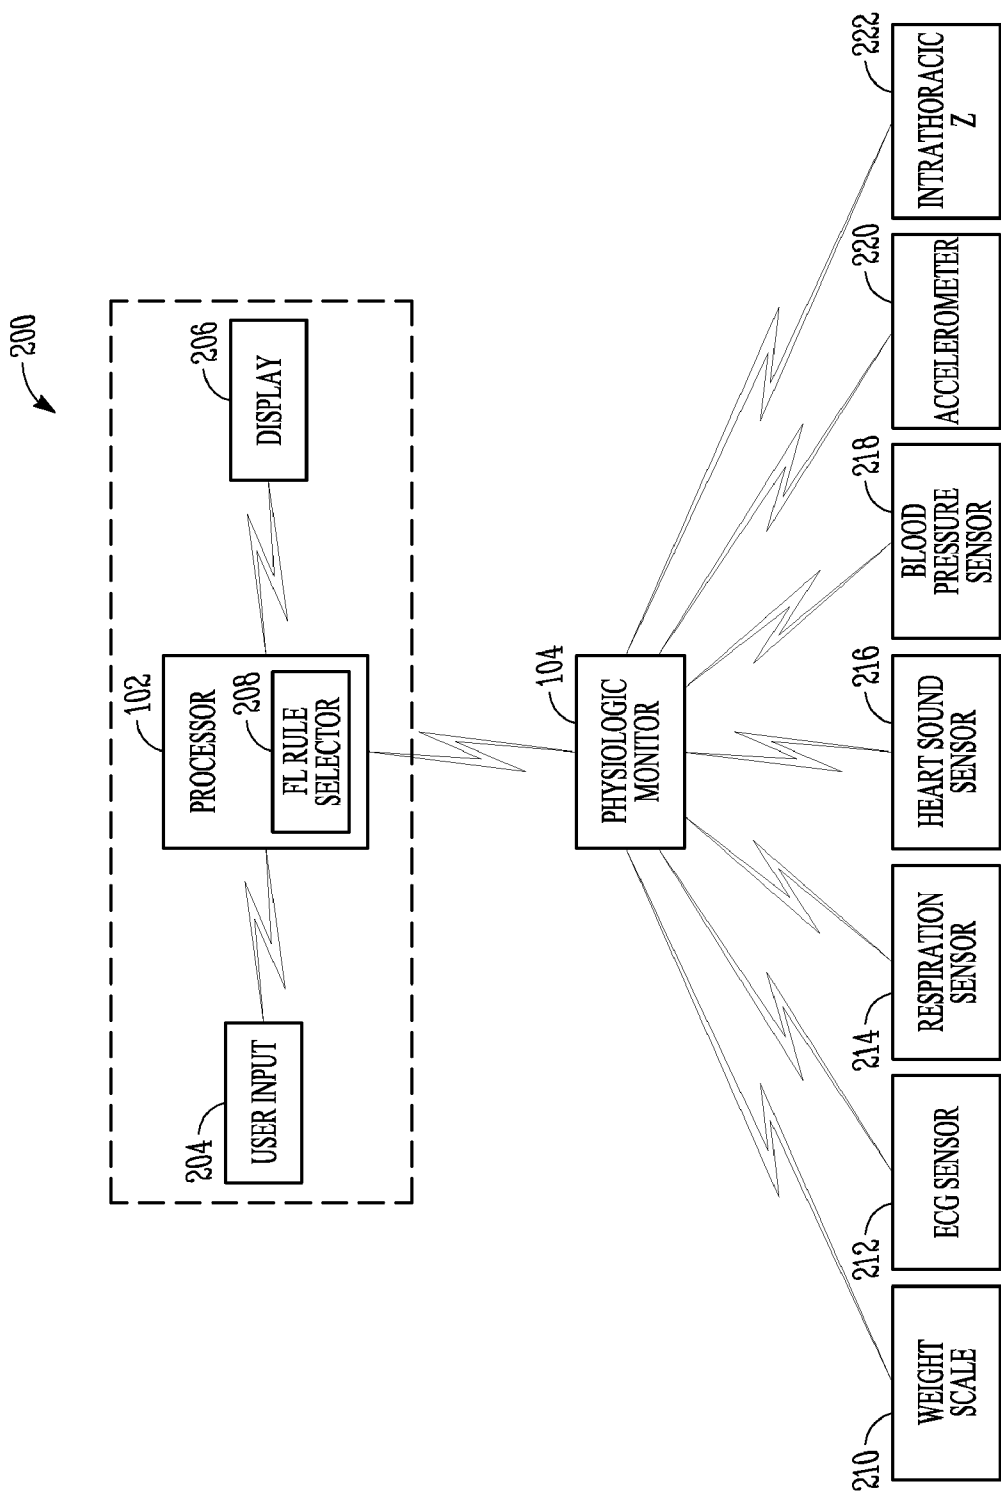 200
102
PROCESSOR
208
FL RULE
SELECTOR
204
USER INPUT
206
DISPLAY
104
PHYSIOLOGIC
MONITOR
210
WEIGHT
SCALE
212
ECG SENSOR
214
RESPIRATION
SENSOR
216
HEART SOUND
SENSOR
218
BLOOD
PRESSURE
SENSOR
220
ACCELEROMETER
222
INTRATHORACIC
Z